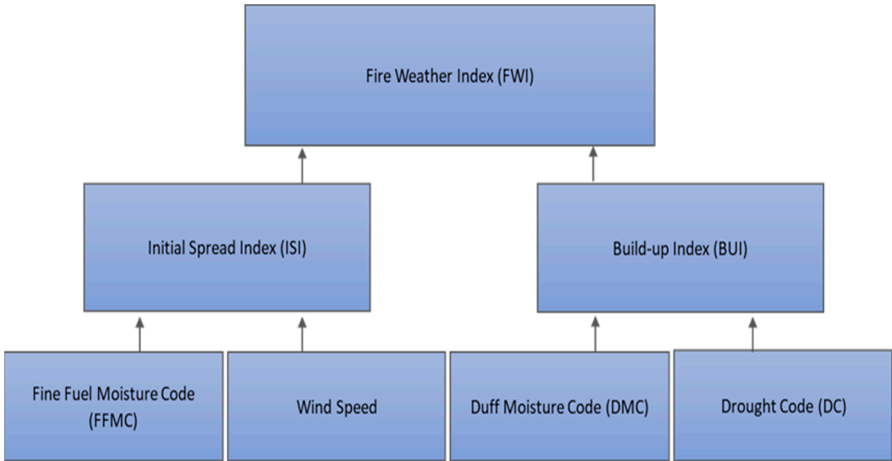 Fire Weather Index (FWI)
Initial Spread Index (ISI)
Build-up Index (BUI)
Fine Fuel Moisture Code
(FFMC)
Wind Speed
Duff Moisture Code (DMC)
Drought Code (DC)